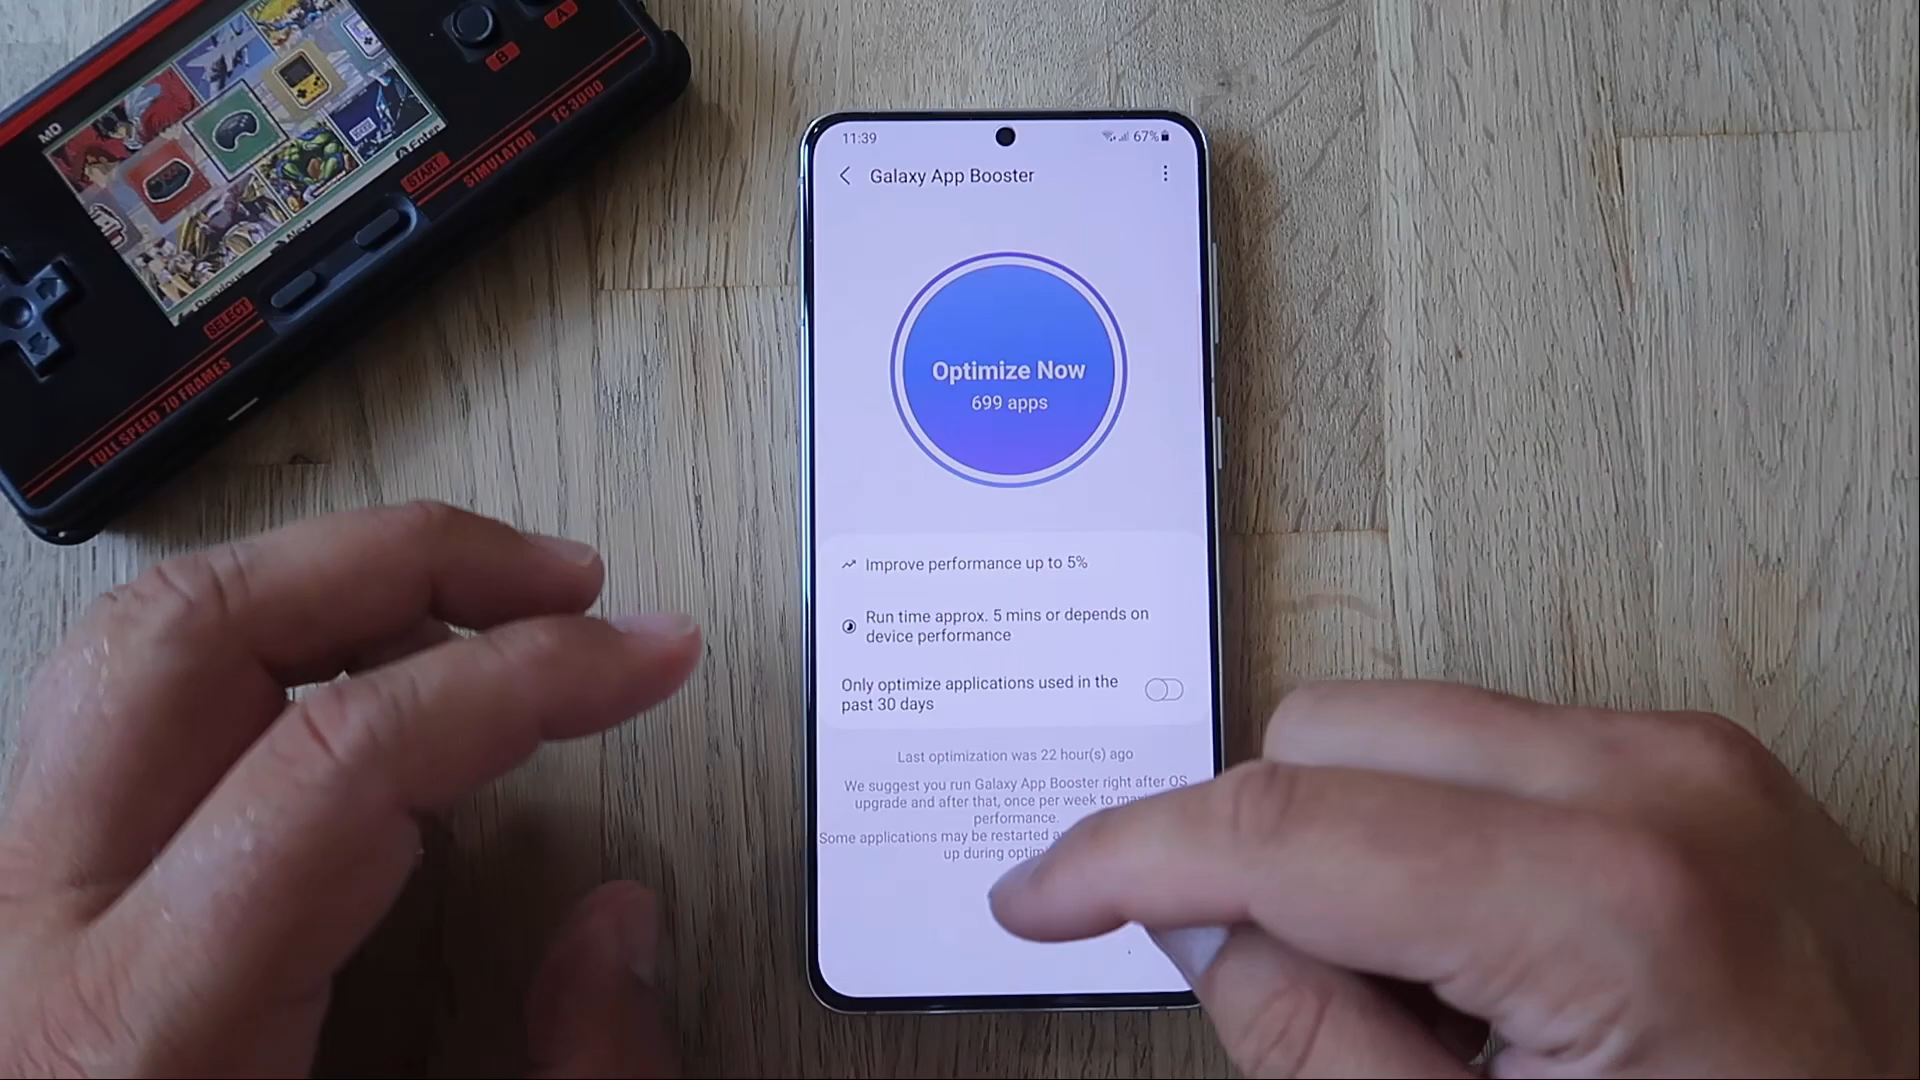 MD
A
B
START
A Enter
SIMULATOR FC3000
SELECT
FULL SPEED 70 FRAMES
11:39
67%
Galaxy App Booster
Optimize Now
699 apps
Improve performance up to 5%
Run time approx. 5 mins or depends on
device performance
Only optimize applications used in the
past 30 days
Last optimization was 22 hour(s) ago
We suggest you run Galaxy App Booster right after OS
upgrade and after that, once per week to
performance.
Some applications may be restarted
up during